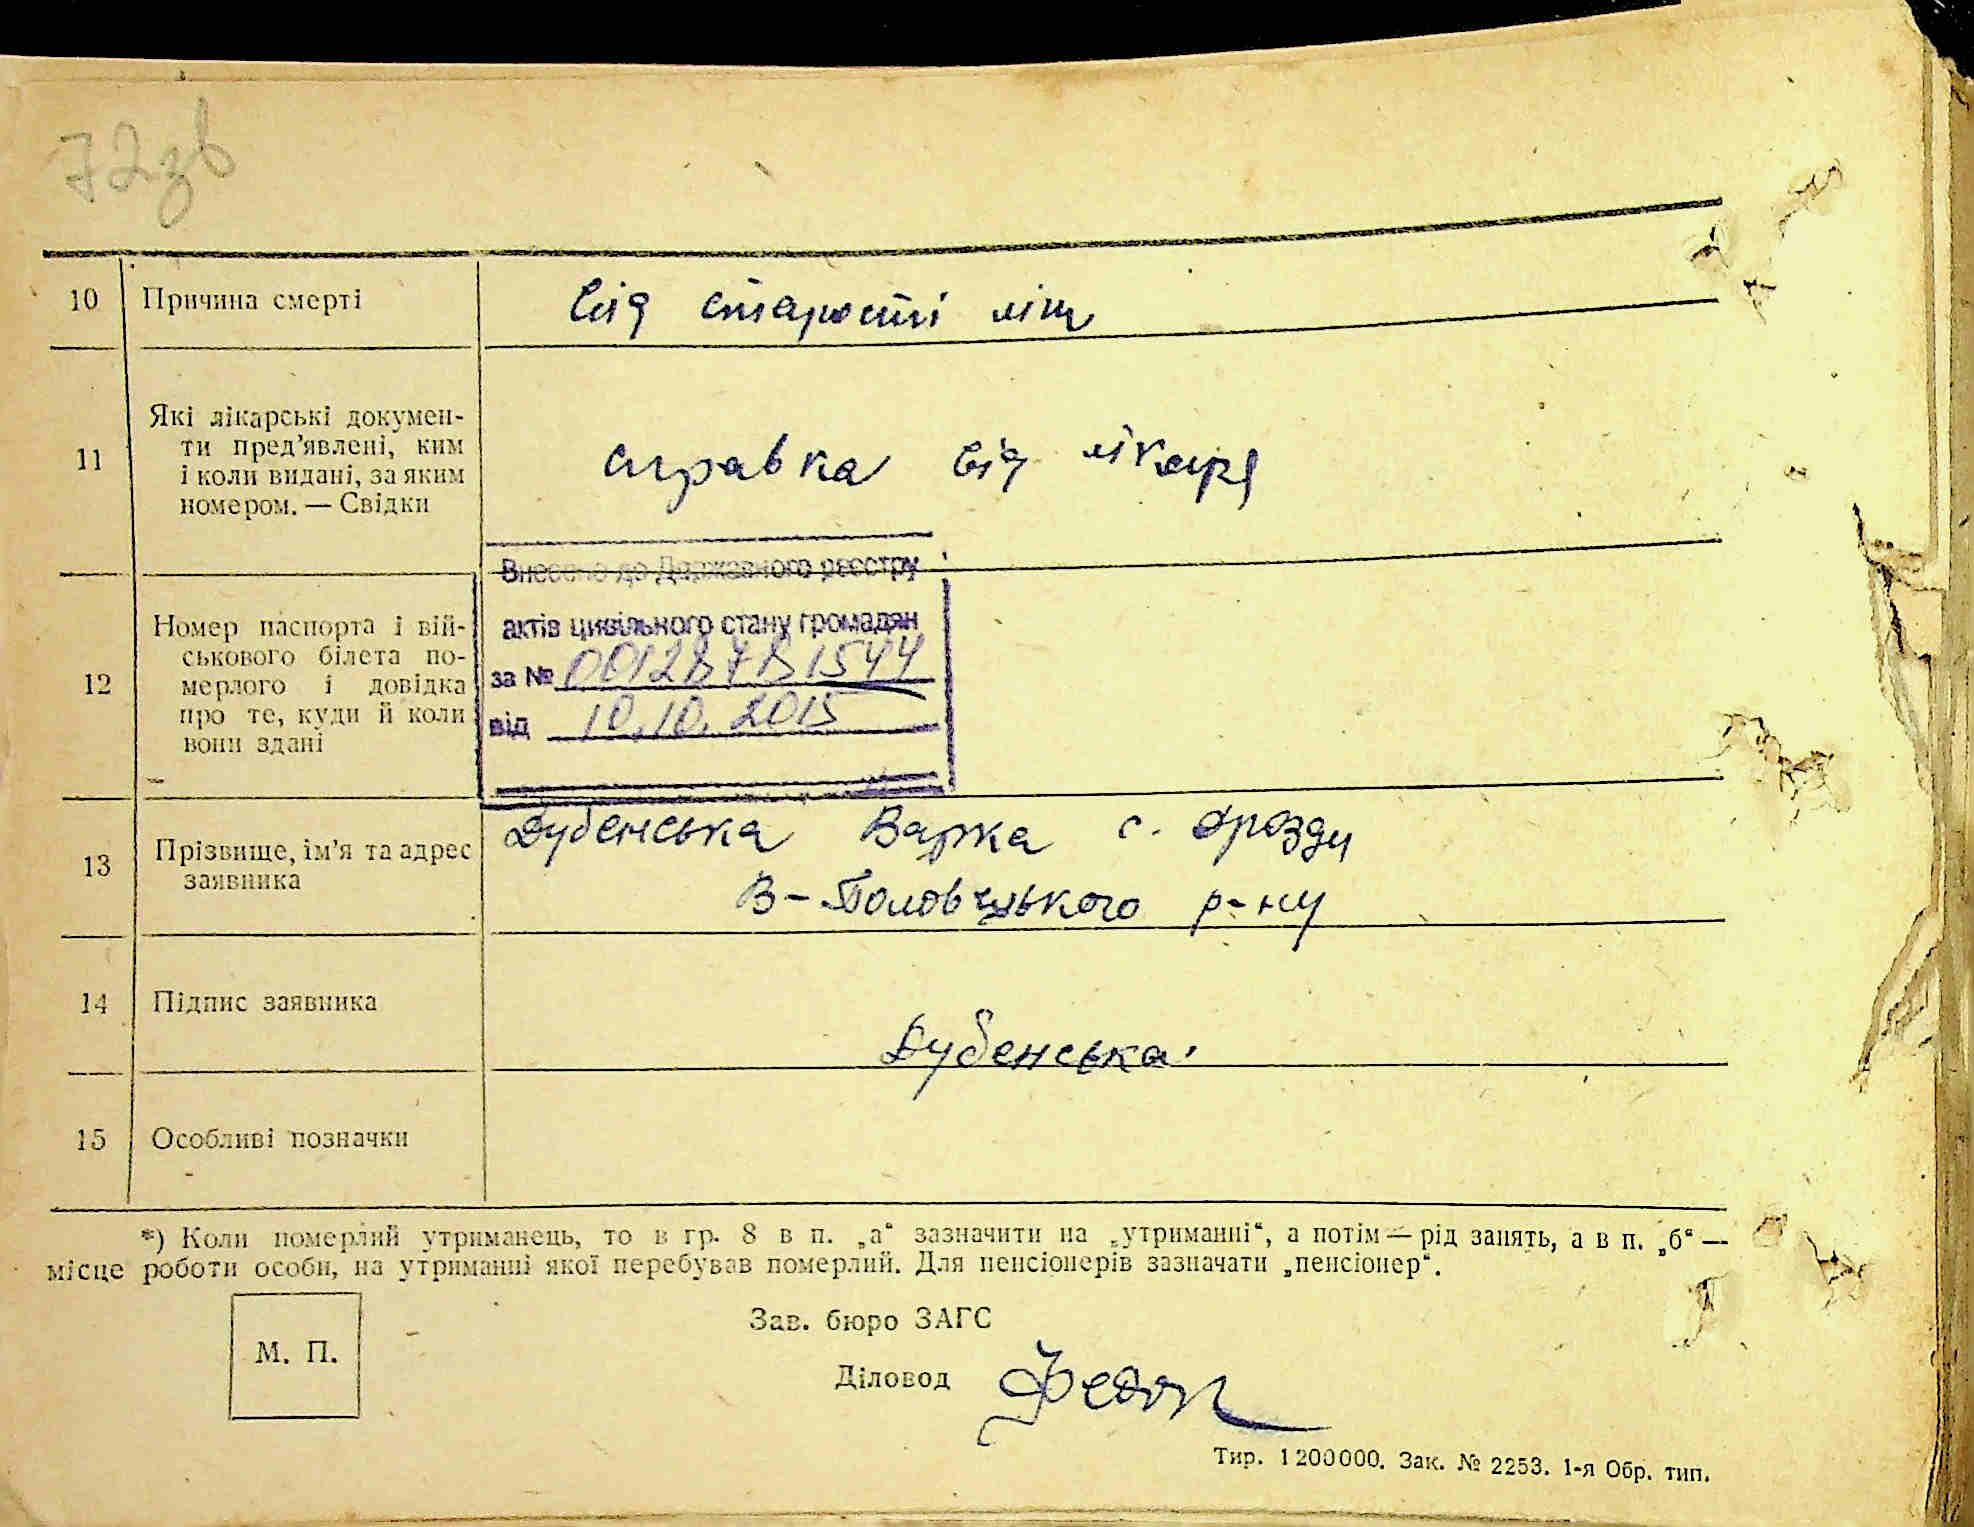 72зв
10 Причина смерті від старості літ
11 Які лікарські документи пред'явлені, ким і коли видані, за яким номером. — Свідки
справка від лікаря
Внесено до Державного реєстру
актів цивільного стану громадян
за № 00128781544
від 10.10.2015
12 Номер паспорта і вій-
ськового білета по-
мерлого і довідка
про те, куди й коли
вони здані
13 Прізвище, ім'я та адрес
заявника
Дубенська Варка с. Дрозди
В-Половецького р-ну
14 Підпис заявника
Дубенська
15 Особливі позначки
*) Коли померлий утриманець, то в гр. 8 в п. „а“ зазначити на „утриманні“, а потім — рід занять, а в п. „б“ —
місце роботи особи, на утриманні якої перебував померлий. Для пенсіонерів зазначати „пенсіонер“.
М. П.
Зав. бюро ЗАГС
Діловод
Тир. 1200000. Зак. № 2253. 1-я Обр. тип.